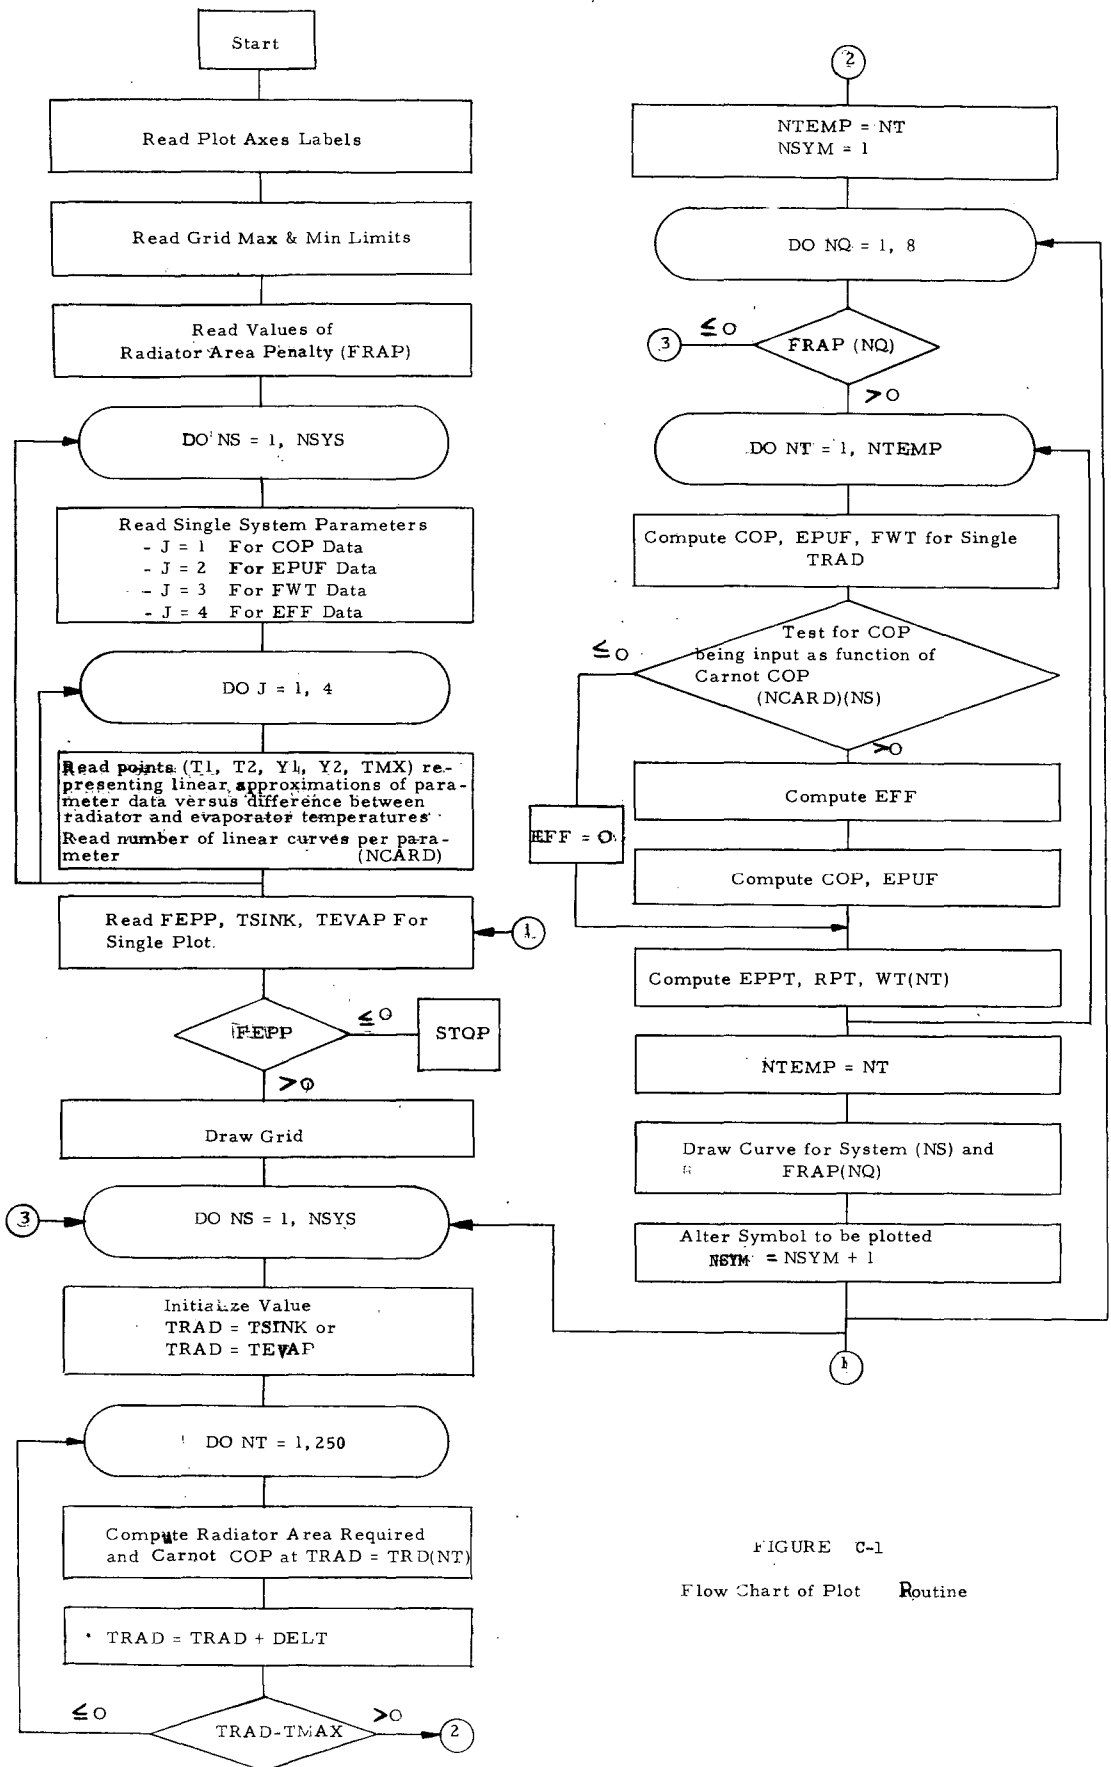 Start
Read Plot Axes Labels
Read Grid Max & Min Limits
Read Values of
Radiator Area Penalty (FRAP)
DO NS = 1, NSYS
Read Single System Parameters
- J = 1 For COP Data
- J = 2 For EPUF Data
- J = 3 For FWT Data
- J = 4 For EFF Data
DO J = 1, 4
Read points (T1, T2, Y1, Y2, TMX) re-
presenting linear approximations of para-
meter data versus difference between
radiator and evaporator temperatures
Read number of linear curves per para-
meter (NCARD)
Read FEPP, TSINK, TEVAP For
Single Plot.
1
FEPP
≤0
STOP
>0
Draw Grid
3
DO NS = 1, NSYS
Initialize Value
TRAD = TSINK or
TRAD = TEVAP
DO NT = 1, 250
Compute Radiator Area Required
and Carnot COP at TRAD = TRD(NT)
TRAD = TRAD + DELT
≤0
TRAD-TMAX
>0
2
2
NTEMP = NT
NSYM = 1
DO NQ = 1, 8
3
≤0
FRAP (NQ)
>0
DO NT = 1, NTEMP
Compute COP, EPUF, FWT for Single
TRAD
≤0
Test for COP
being input as function of
Carnot COP
(NCARD)(NS)
>0
Compute EFF
EFF = 0
Compute COP, EPUF
Compute EPPT, RPT, WT(NT)
NTEMP = NT
Draw Curve for System (NS) and
FRAP(NQ)
Alter Symbol to be plotted
NSYM = NSYM + 1
1
FIGURE C-1
Flow Chart of Plot Routine